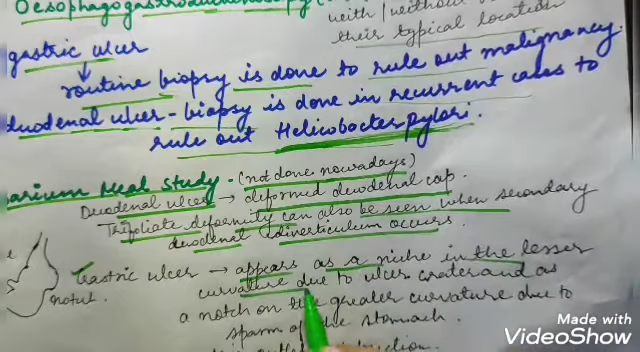 Oesophagogastroduodenoscopy
with/without
their typical location
gastric ulcer
routine biopsy is done to rule out malignancy.
duodenal ulcer - biopsy is done in recurrent cases to
rule out Helicobacter pylori.
Barium Meal Study - (not done nowadays)
Duodenal ulcer → deformed duodenal cap.
Trifoliate deformity can also be seen when secondary
duodenal diverticulum occurs.
Gastric ulcer → appears as a niche in the lesser
curvature due to ulcer crater and as
a notch on the greater curvature due to
spasm of the stomach.
notch.
Made with
VideoShow